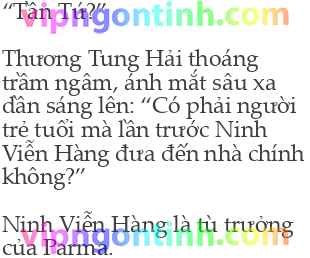 “Tần Tú?”
vipngontinh.com
Thương Tung Hải thoáng
trầm ngâm, ánh mắt sâu xa
dần sáng lên: “Có phải người
trẻ tuổi mà lần trước Ninh
Viễn Hàng đưa đến nhà chính
không?”
Ninh Viễn Hàng là tù trưởng
vipngontinh.com
của Parma.